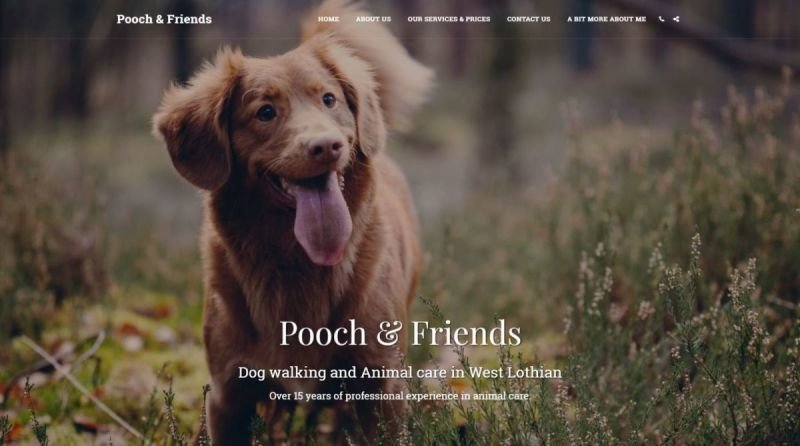 Pooch & Friends
HOME ABOUT US OUR SERVICES & PRICES CONTACT US A BIT MORE ABOUT ME
Pooch & Friends
Dog walking and Animal care in West Lothian
Over 15 years of professional experience in animal care.